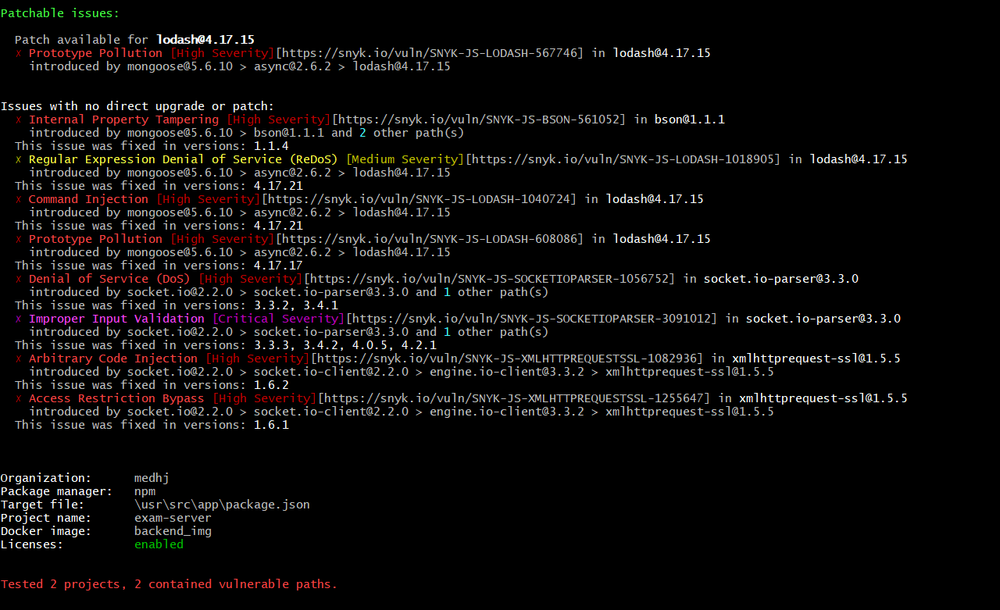 Patchable issues:
Patch available for lodash@4.17.15
✗ Prototype Pollution [High Severity][https://snyk.io/vuln/SNYK-JS-LODASH-567746] in lodash@4.17.15
introduced by mongoose@5.6.10 > async@2.6.2 > lodash@4.17.15
Issues with no direct upgrade or patch:
✗ Internal Property Tampering [High Severity][https://snyk.io/vuln/SNYK-JS-BSON-561052] in bson@1.1.1
introduced by mongoose@5.6.10 > bson@1.1.1 and 2 other path(s)
This issue was fixed in versions: 1.1.4
✗ Regular Expression Denial of Service (ReDoS) [Medium Severity][https://snyk.io/vuln/SNYK-JS-LODASH-1018905] in lodash@4.17.15
introduced by mongoose@5.6.10 > async@2.6.2 > lodash@4.17.15
This issue was fixed in versions: 4.17.21
✗ Command Injection [High Severity][https://snyk.io/vuln/SNYK-JS-LODASH-1040724] in lodash@4.17.15
introduced by mongoose@5.6.10 > async@2.6.2 > lodash@4.17.15
This issue was fixed in versions: 4.17.21
✗ Prototype Pollution [High Severity][https://snyk.io/vuln/SNYK-JS-LODASH-608086] in lodash@4.17.15
introduced by mongoose@5.6.10 > async@2.6.2 > lodash@4.17.15
This issue was fixed in versions: 4.17.17
✗ Denial of Service (DoS) [High Severity][https://snyk.io/vuln/SNYK-JS-SOCKETIOPARSER-1056752] in socket.io-parser@3.3.0
introduced by socket.io@2.2.0 > socket.io-parser@3.3.0 and 1 other path(s)
This issue was fixed in versions: 3.3.2, 3.4.1
✗ Improper Input Validation [Critical Severity][https://snyk.io/vuln/SNYK-JS-SOCKETIOPARSER-3091012] in socket.io-parser@3.3.0
introduced by socket.io@2.2.0 > socket.io-parser@3.3.0 and 1 other path(s)
This issue was fixed in versions: 3.3.3, 3.4.2, 4.0.5, 4.2.1
✗ Arbitrary Code Injection [High Severity][https://snyk.io/vuln/SNYK-JS-XMLHTTPREQUESTSSL-1082936] in xmlhttprequest-ssl@1.5.5
introduced by socket.io@2.2.0 > socket.io-client@2.2.0 > engine.io-client@3.3.2 > xmlhttprequest-ssl@1.5.5
This issue was fixed in versions: 1.6.2
✗ Access Restriction Bypass [High Severity][https://snyk.io/vuln/SNYK-JS-XMLHTTPREQUESTSSL-1255647] in xmlhttprequest-ssl@1.5.5
introduced by socket.io@2.2.0 > socket.io-client@2.2.0 > engine.io-client@3.3.2 > xmlhttprequest-ssl@1.5.5
This issue was fixed in versions: 1.6.1
Organization: medhj
Package manager: npm
Target file: \usr\src\app\package.json
Project name: exam-server
Docker image: backend_img
Licenses: enabled
Tested 2 projects, 2 contained vulnerable paths.